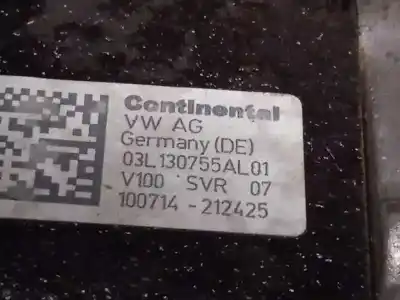 Continental
VW AG
Germany (DE)
03L130755AL01
V100 SVR 07
100714-212425